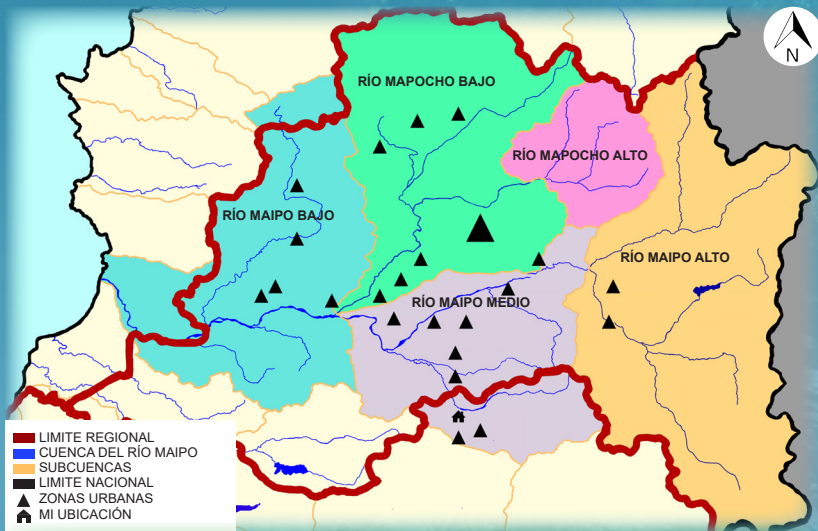 N
RÍO MAPOCHO BAJO
RÍO MAPOCHO ALTO
RÍO MAIPO BAJO
RÍO MAIPO ALTO
RÍO MAIPO MEDIO
LIMITE REGIONAL
CUENCA DEL RÍO MAIPO
SUBCUENCAS
LIMITE NACIONAL
ZONAS URBANAS
MI UBICACIÓN